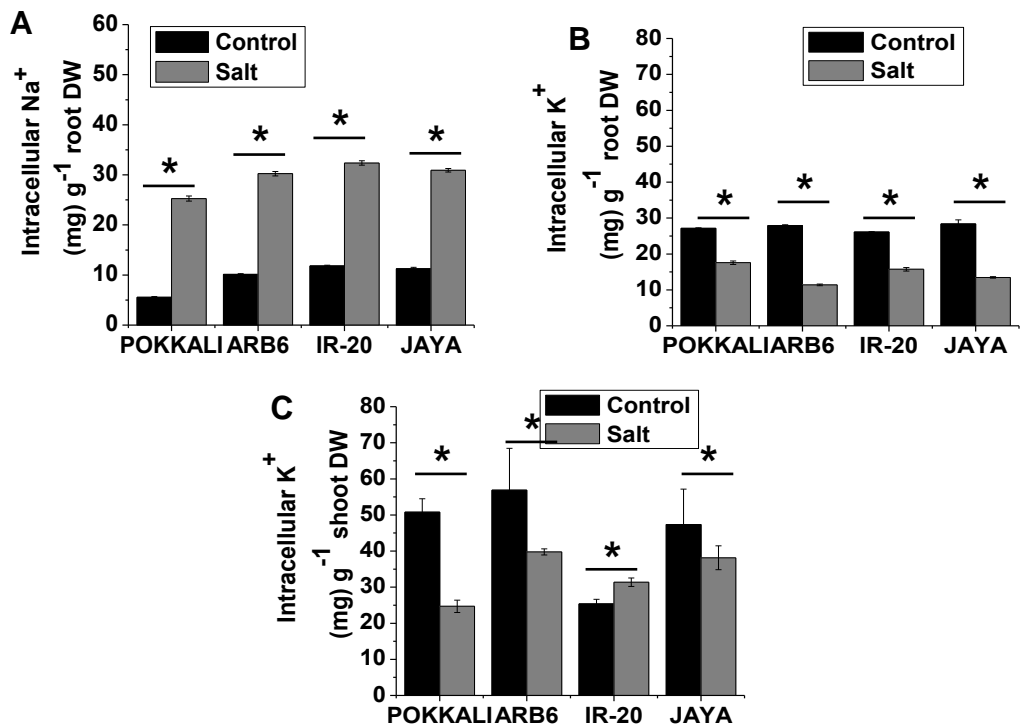 A
Control
Salt
Intracellular Na+
(mg) g-1 root DW
60
50
40
30
20
10
0
*
*
*
*
POKKALI ARB6 IR-20 JAYA
B
Control
Salt
Intracellular K+
(mg) g-1 root DW
80
70
60
50
40
30
20
10
0
*
*
*
*
POKKALI ARB6 IR-20 JAYA
C
Control
Salt
Intracellular K+
(mg) g-1 shoot DW
80
70
60
50
40
30
20
10
0
*
*
*
*
POKKALI ARB6 IR-20 JAYA